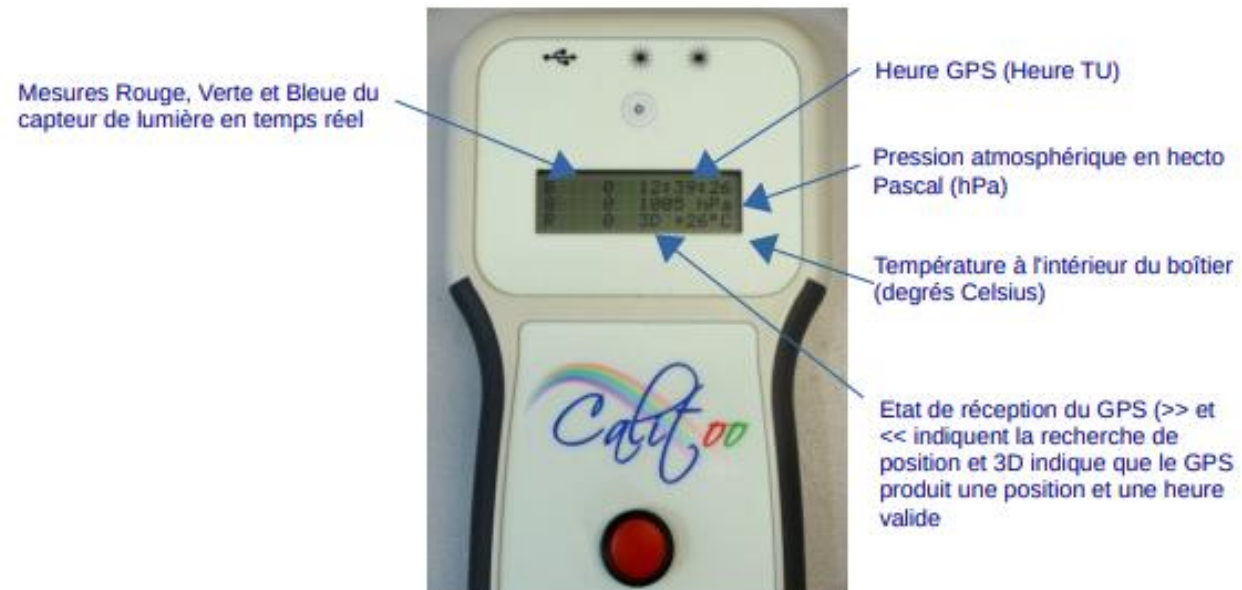 Mesures Rouge, Verte et Bleue du
capteur de lumière en temps réel
Heure GPS (Heure TU)
Pression atmosphérique en hecto
Pascal (hPa)
Température à l'intérieur du boîtier
(degrés Celsius)
Etat de réception du GPS (>> et
<< indiquent la recherche de
position et 3D indique que le GPS
produit une position et une heure
valide
B 0 12:39:26
G 0 1005 hPa
R 0 3D +26°C
Calitoo